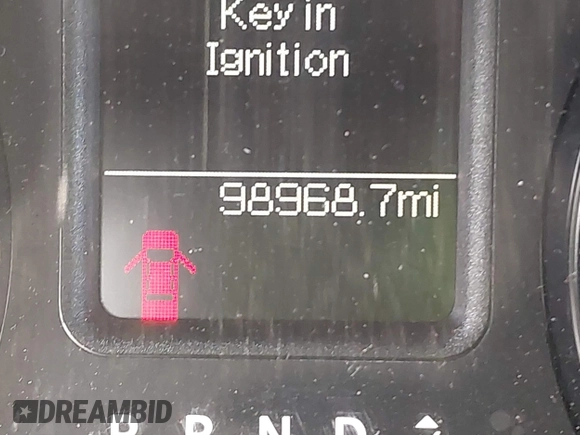 Key in
Ignition
98968.7mi
P R N D
DREAMBID